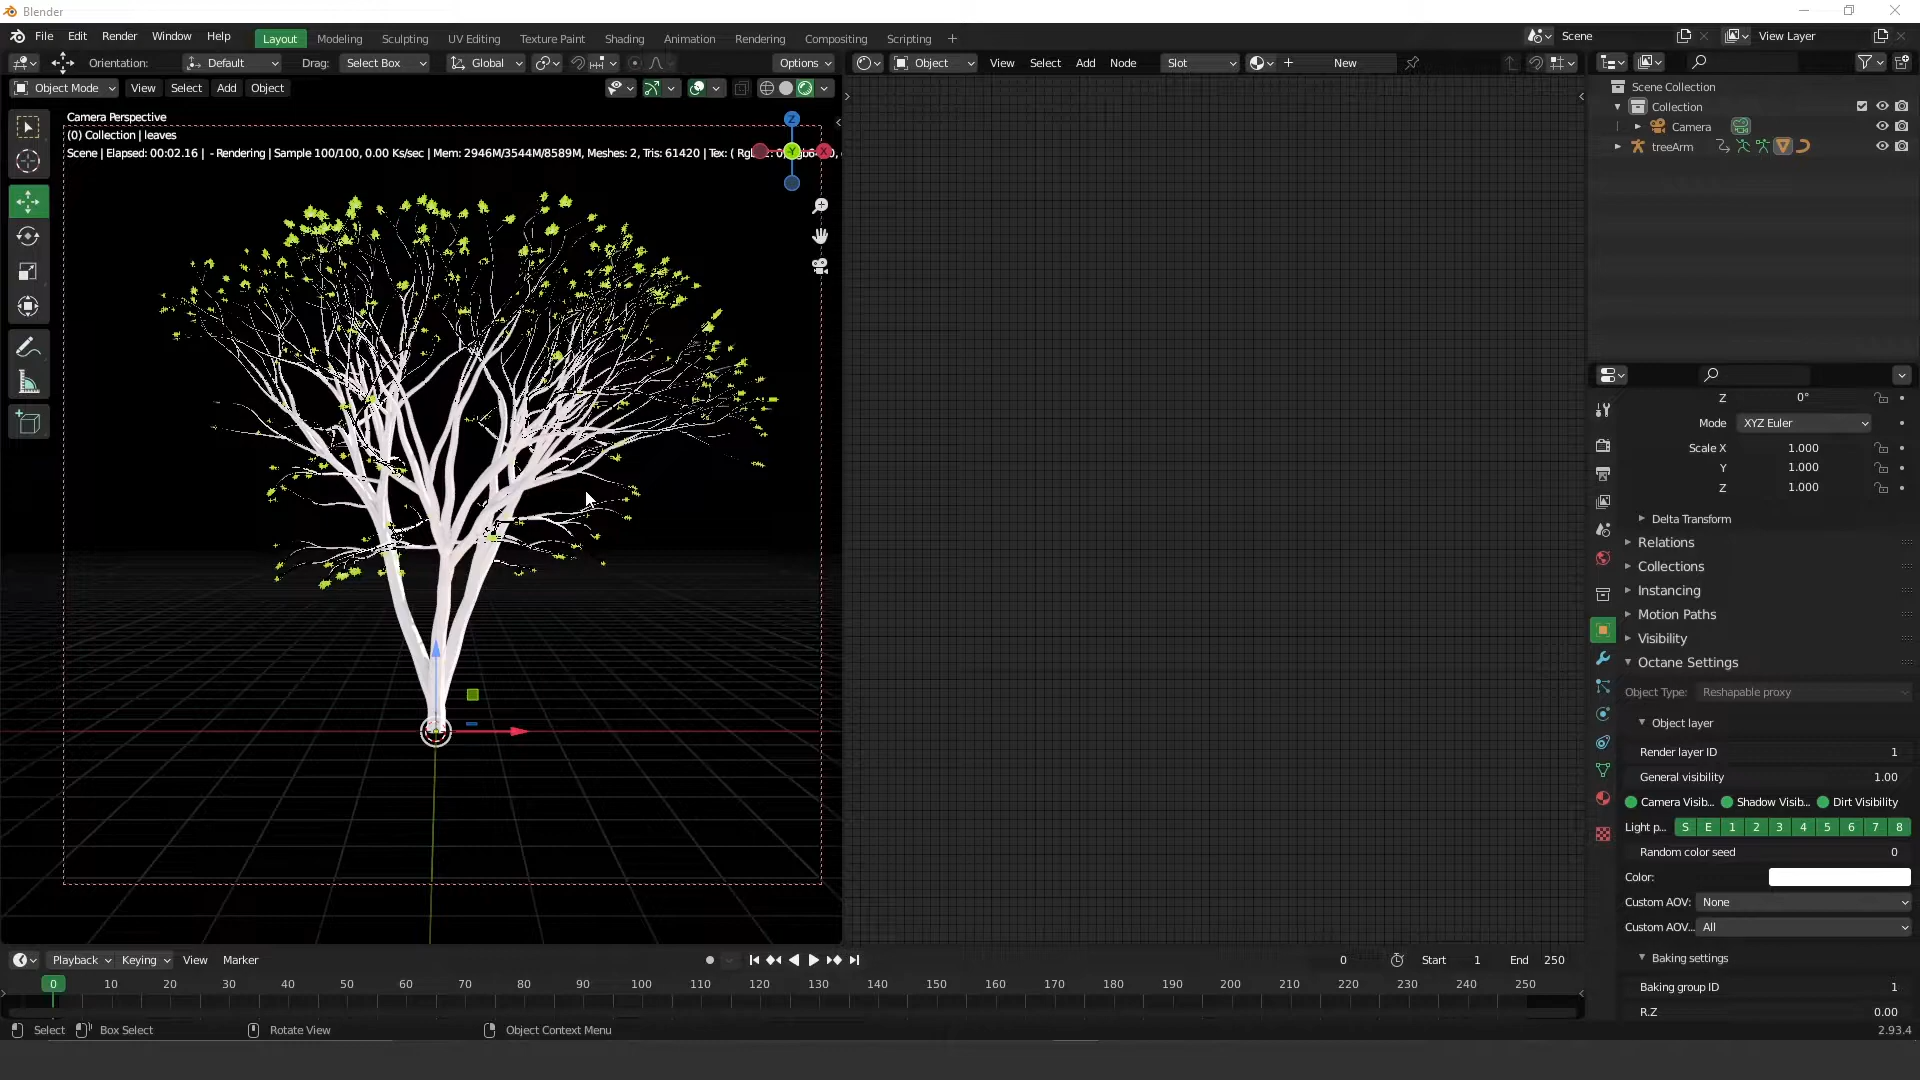 Blender
File Edit Render Window Help
Layout Modeling Sculpting UV Editing Texture Paint Shading Animation Rendering Compositing Scripting
Scene
View Layer
Orientation: Default Drag: Select Box Global Options
Object View Select Add Node Slot New
Object Mode View Select Add Object
Camera Perspective
(0) Collection | leaves
Scene | Elapsed: 00:02.16 | - Rendering | Sample 100/100, 0.00 Ks/sec | Mem: 2946M/3544M/8589M, Meshes: 2, Tris: 61420 | Tex: ( Rgb
Z
Y
X
Scene Collection
Collection
Camera
treeArm
Z 0°
Mode XYZ Euler
Scale X 1.000
Y 1.000
Z 1.000
Delta Transform
Relations
Collections
Instancing
Motion Paths
Visibility
Octane Settings
Object Type: Reshapable proxy
Object layer
Render layer ID 1
General visibility 1.00
Camera Visib... Shadow Visib... Dirt Visibility
Light p... S E 1 2 3 4 5 6 7 8
Random color seed 0
Color:
Custom AOV: None
Custom AOV... All
Baking settings
Baking group ID 1
R.Z 0.00
Playback Keying View Marker
0 Start 1 End 250
0 10 20 30 40 50 60 70 80 90 100 110 120 130 140 150 160 170 180 190 200 210 220 230 240 250
Select Box Select Rotate View Object Context Menu
2.93.4